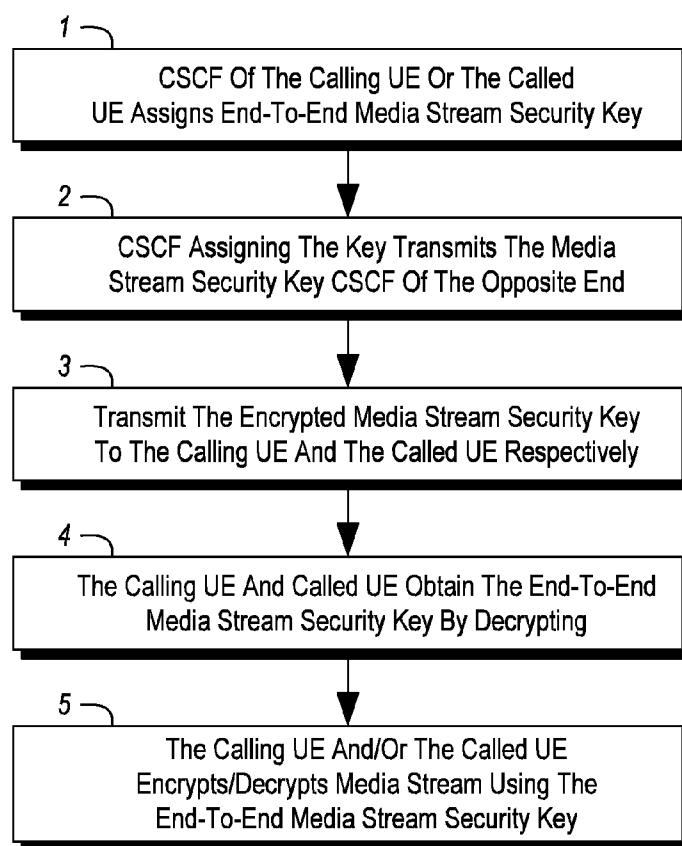 1
CSCF Of The Calling UE Or The Called
UE Assigns End-To-End Media Stream Security Key
2
CSCF Assigning The Key Transmits The Media
Stream Security Key CSCF Of The Opposite End
3
Transmit The Encrypted Media Stream Security Key
To The Calling UE And The Called UE Respectively
4
The Calling UE And Called UE Obtain The End-To-End
Media Stream Security Key By Decrypting
5
The Calling UE And/Or The Called UE
Encrypts/Decrypts Media Stream Using The
End-To-End Media Stream Security Key